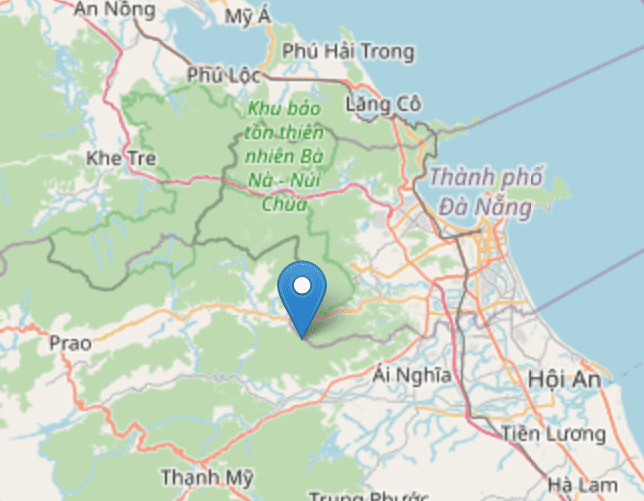 An Nông
Mỹ Á
Phú Hải Trong
Phú Lộc
Lăng Cô
Khu bảo
tồn thiên
nhiên Bà
Nà - Núi
Chúa
Khe Tre
Thành phố
Đà Nẵng
Prao
Ái Nghĩa
Hội An
Tiên Lương
Thạnh Mỹ
Hà Lam
Trung Phước